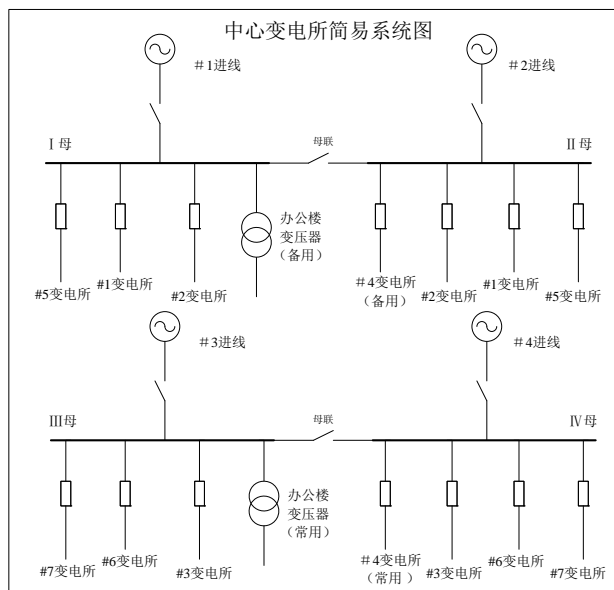 中心变电所简易系统图
＃1进线
＃2进线
Ⅰ母
母联
Ⅱ母
办公楼
变压器
（备用）
#5变电所
#1变电所
#2变电所
＃4变电所
（备用）
#2变电所
#1变电所
#5变电所
＃3进线
＃4进线
Ⅲ母
母联
Ⅳ母
办公楼
变压器
（常用）
#7变电所
#6变电所
#3变电所
#4变电所
（常用 ）
#3变电所
#6变电所
#7变电所